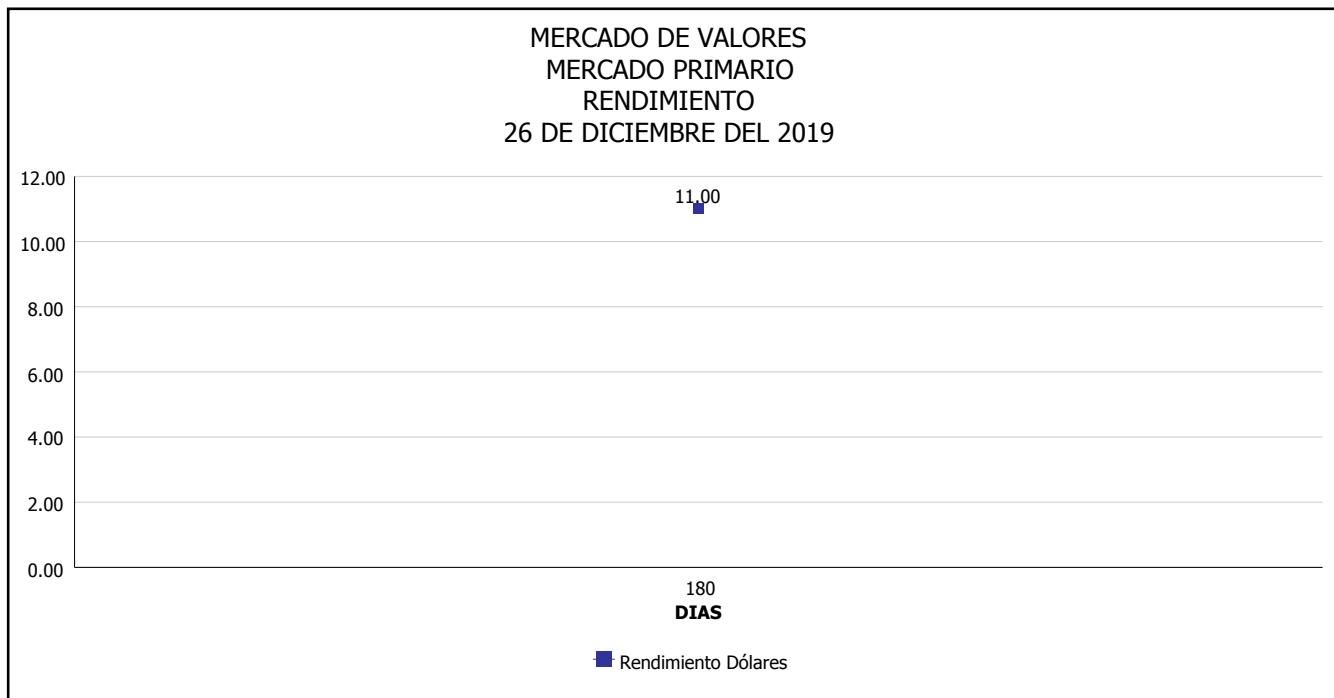 MERCADO DE VALORES
MERCADO PRIMARIO
RENDIMIENTO
26 DE DICIEMBRE DEL 2019
12.00
11.00
10.00
8.00
6.00
4.00
2.00
0.00
180
DIAS
Rendimiento Dólares